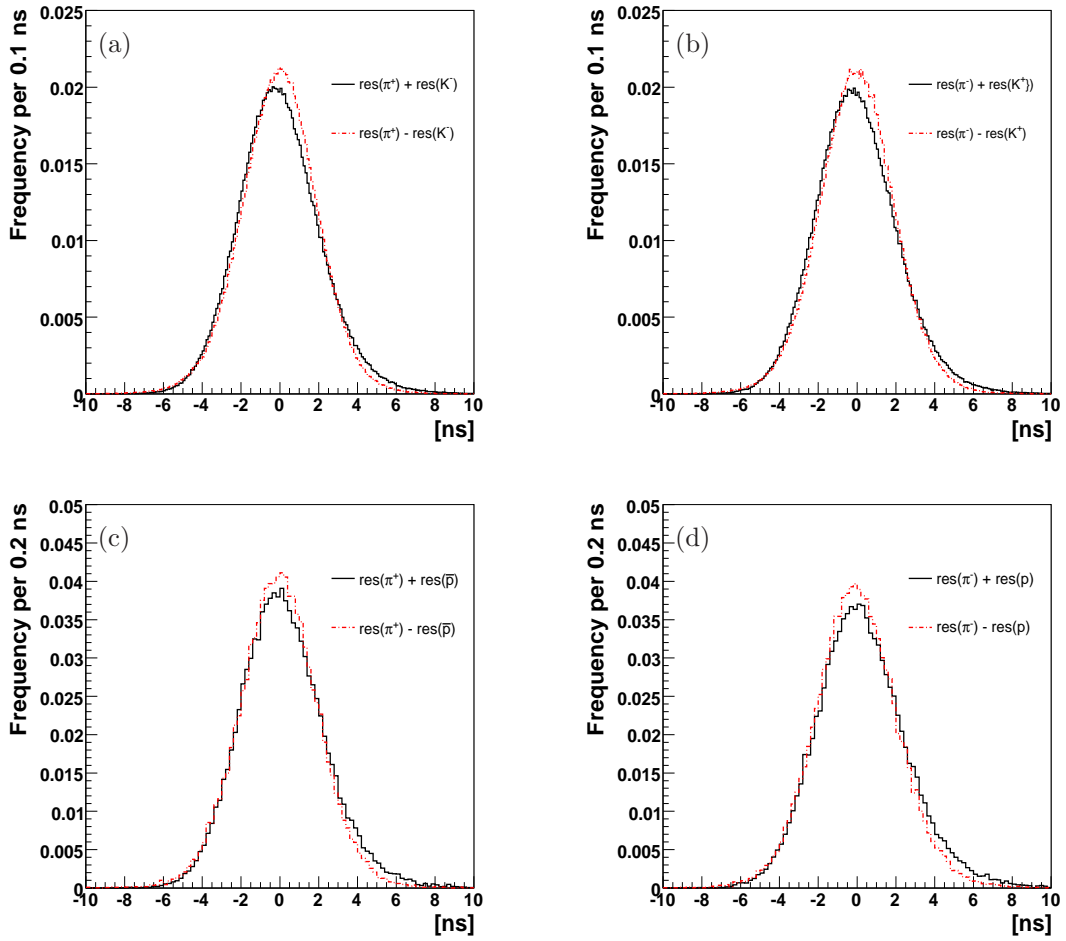 (a)
Frequency per 0.1 ns
0.025
0.02
0.015
0.01
0.005
0
res(π⁺) + res(K⁻)
res(π⁺) - res(K⁻)
-10 -8 -6 -4 -2 0 2 4 6 8 10
[ns]
(b)
Frequency per 0.1 ns
0.025
0.02
0.015
0.01
0.005
0
res(π⁻) + res(K⁺))
res(π⁻) - res(K⁺)
-10 -8 -6 -4 -2 0 2 4 6 8 10
[ns]
(c)
Frequency per 0.2 ns
0.05
0.045
0.04
0.035
0.03
0.025
0.02
0.015
0.01
0.005
0
res(π⁺) + res(p̅)
res(π⁺) - res(p̅)
-10 -8 -6 -4 -2 0 2 4 6 8 10
[ns]
(d)
Frequency per 0.2 ns
0.05
0.045
0.04
0.035
0.03
0.025
0.02
0.015
0.01
0.005
0
res(π⁻) + res(p)
res(π⁻) - res(p)
-10 -8 -6 -4 -2 0 2 4 6 8 10
[ns]